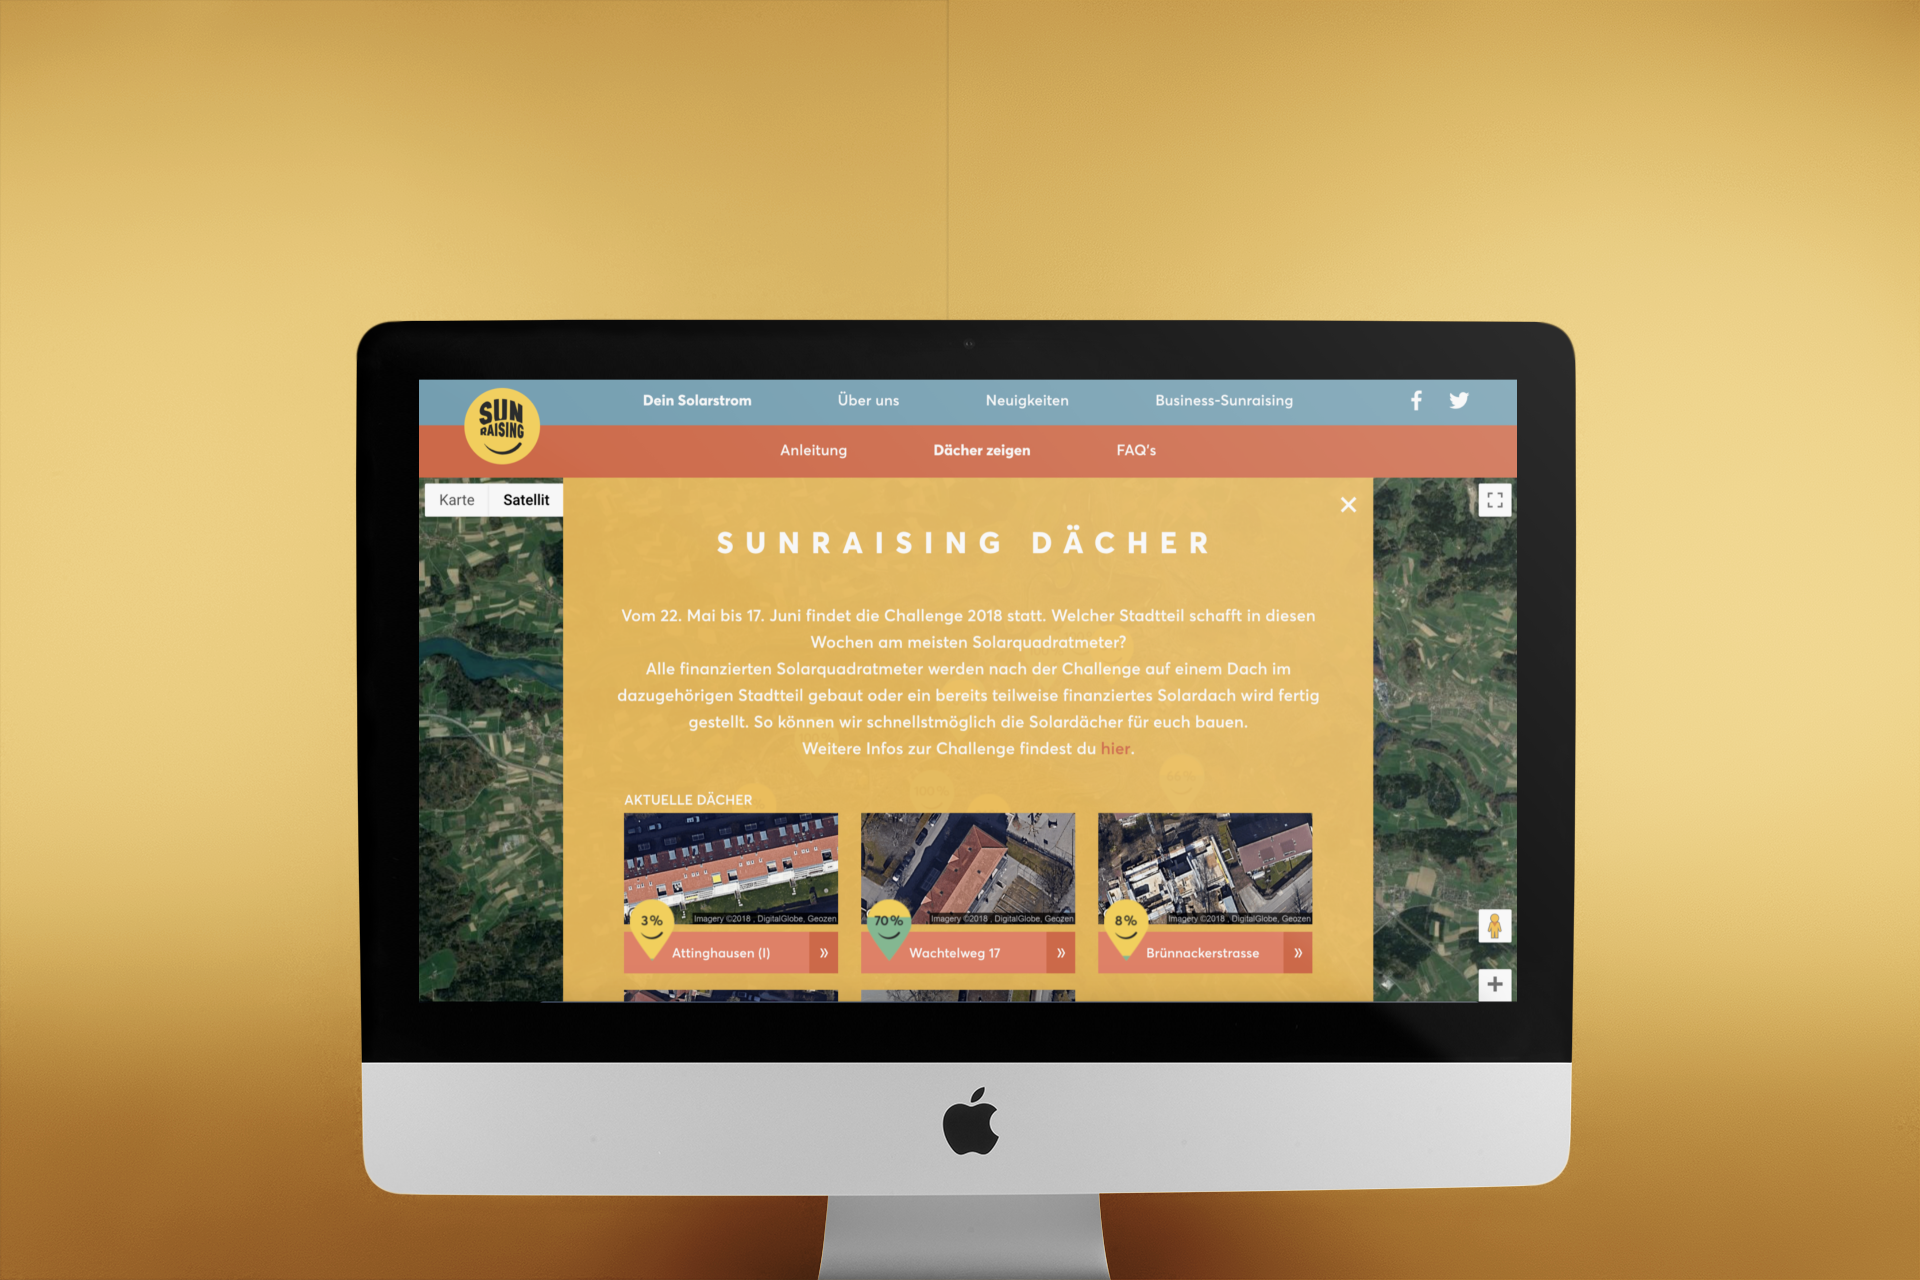 SUN
RAISING
Dein Solarstrom
Über uns
Neuigkeiten
Business-Sunraising
Anleitung
Dächer zeigen
FAQ's
Karte
Satellit
SUNRAISING DÄCHER
Vom 22. Mai bis 17. Juni findet die Challenge 2018 statt. Welcher Stadtteil schafft in diesen
Wochen am meisten Solarquadratmeter?
Alle finanzierten Solarquadratmeter werden nach der Challenge auf einem Dach im
dazugehörigen Stadtteil gebaut oder ein bereits teilweise finanziertes Solardach wird fertig
gestellt. So können wir schnellstmöglich die Solardächer für euch bauen.
Weitere Infos zur Challenge findest du hier.
100%
AKTUELLE DÄCHER
Imagery ©2018 , DigitalGlobe, Geozen
3%
Attinghausen (I) »
Imagery ©2018 , DigitalGlobe, Geozen
70%
Wachtelweg 17 »
Imagery ©2018 , DigitalGlobe, Geozen
8%
Brünnackerstrasse »